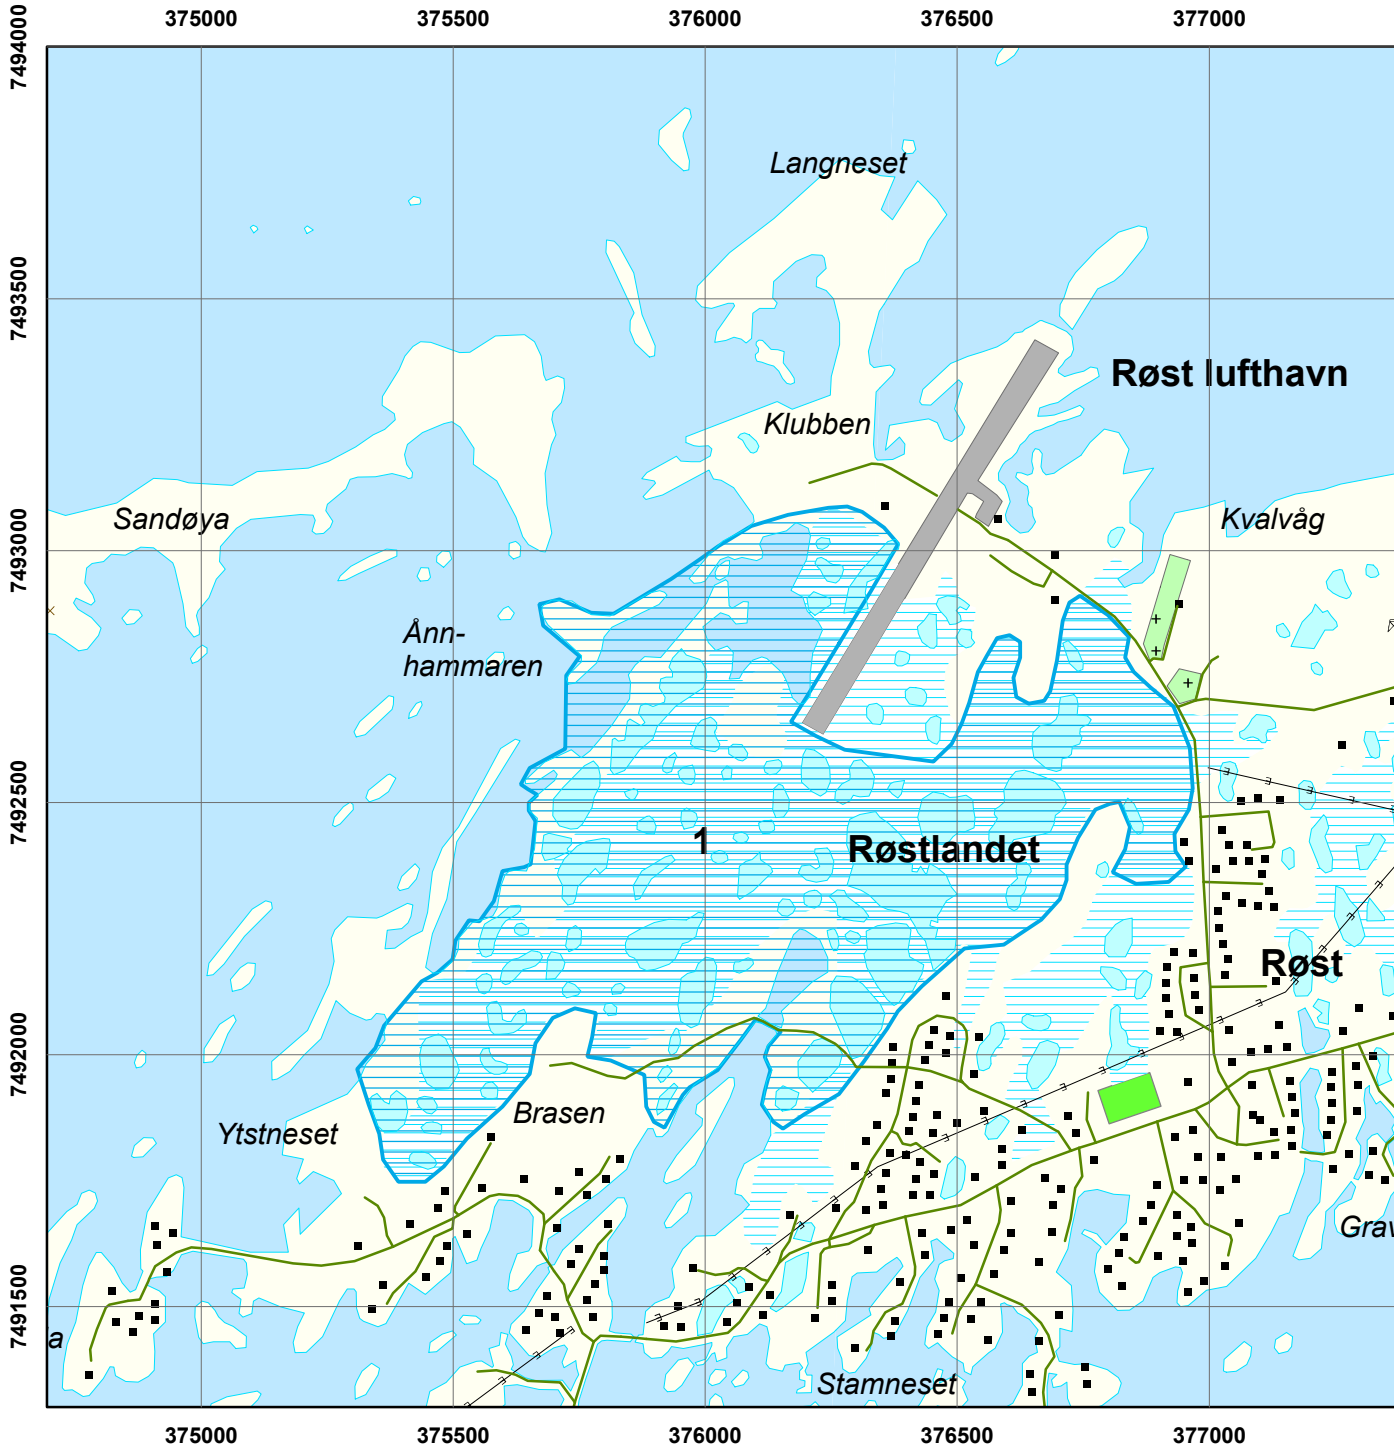 375000 375500 376000 376500 377000
7494000
Langneset
7493500
Røst lufthavn
Klubben
Sandøya
Kvalvåg
7493000
Ånn-
hammaren
7492500
1
Røstlandet
Røst
7492000
Brasen
Ytstneset
Grav
7491500
a
Stamneset
375000 375500 376000 376500 377000